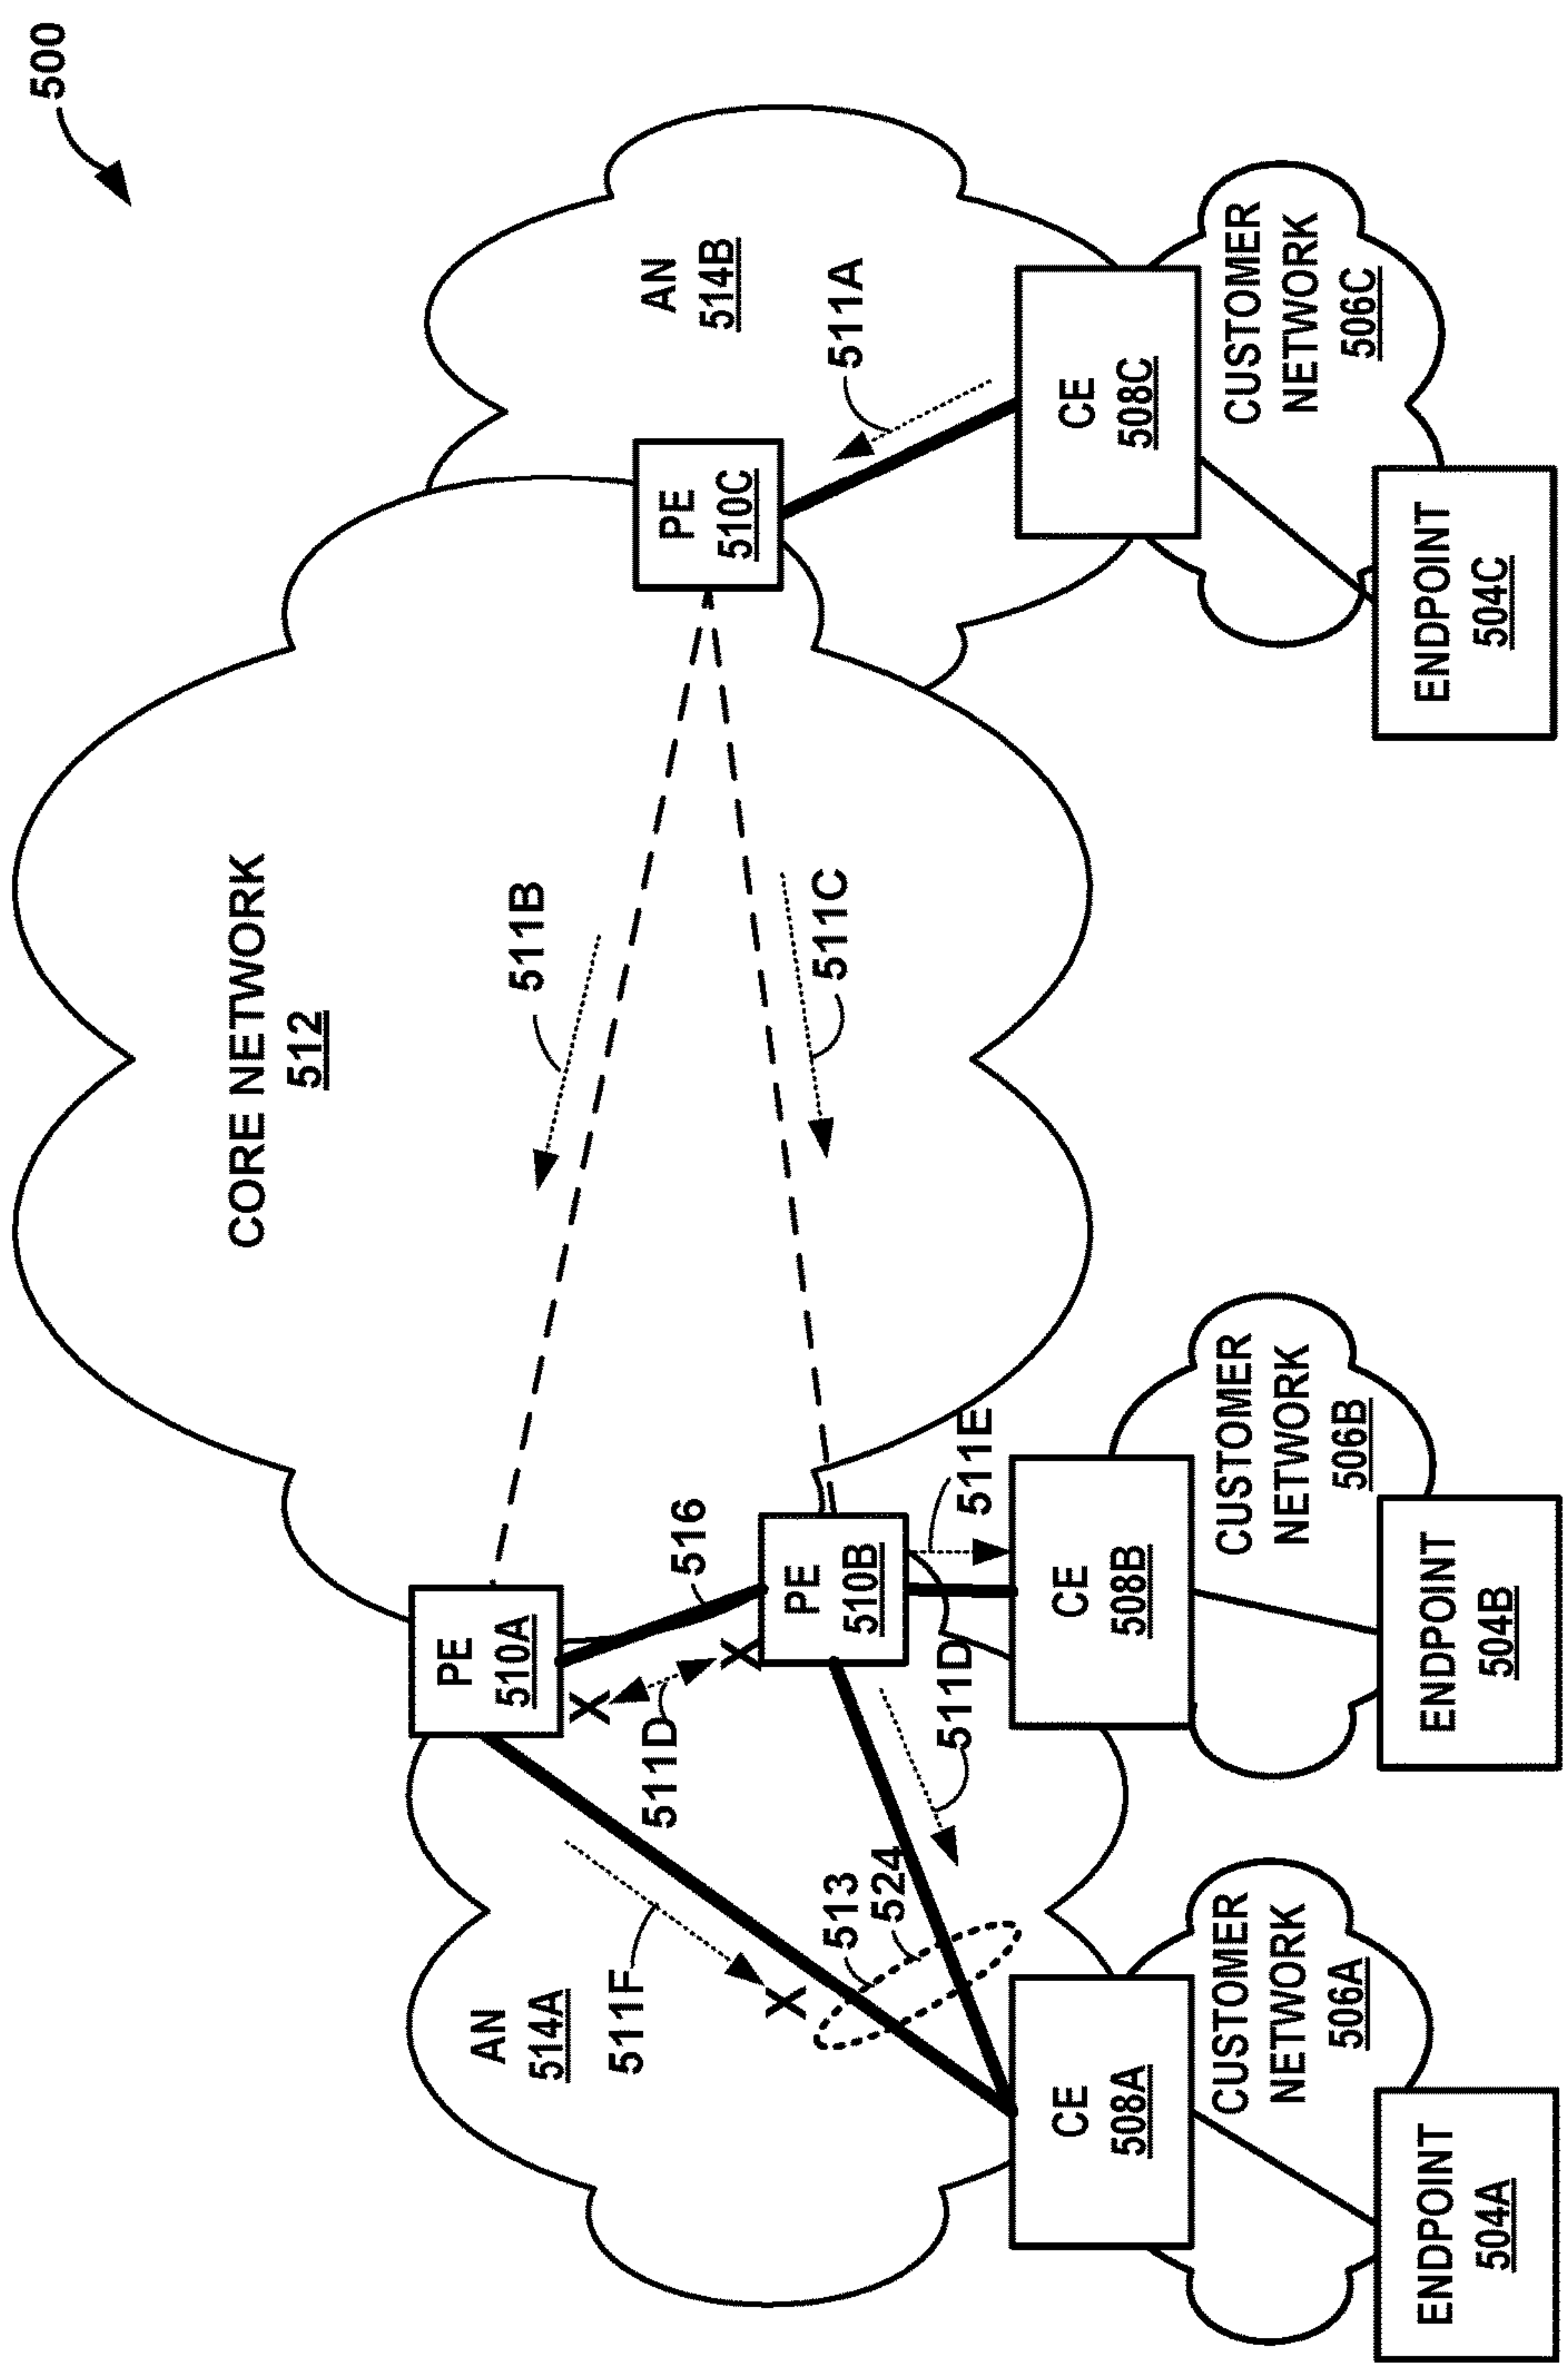 500
CORE NETWORK
512
AN
514A
AN
514B
PE
510A
PE
510B
PE
510C
516
511B
511C
511A
511F
511D
511D
511E
513
524
X
X
X
CE
508A
CE
508B
CE
508C
CUSTOMER
NETWORK
506A
CUSTOMER
NETWORK
506B
CUSTOMER
NETWORK
506C
ENDPOINT
504A
ENDPOINT
504B
ENDPOINT
504C